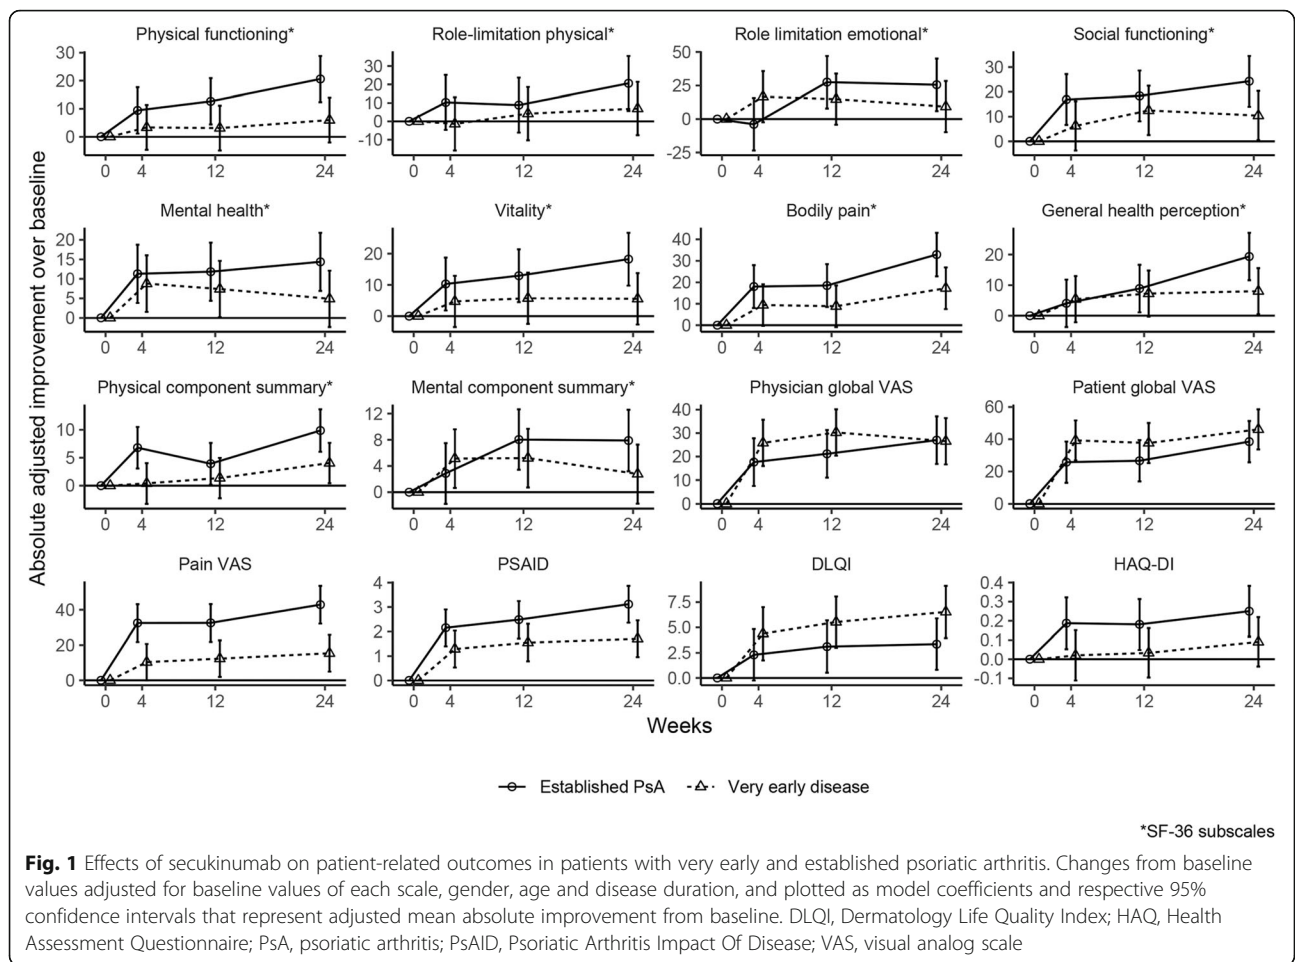 Absolute adjusted improvement over baseline
Physical functioning*
30
20
10
0
0 4 12 24
Role-limitation physical*
30
20
10
0
-10
0 4 12 24
Role limitation emotional*
50
25
0
-25
0 4 12 24
Social functioning*
30
20
10
0
0 4 12 24
Mental health*
20
15
10
5
0
0 4 12 24
Vitality*
20
10
0
0 4 12 24
Bodily pain*
40
30
20
10
0
0 4 12 24
General health perception*
20
10
0
0 4 12 24
Physical component summary*
10
5
0
0 4 12 24
Mental component summary*
12
8
4
0
0 4 12 24
Physician global VAS
40
30
20
10
0
0 4 12 24
Patient global VAS
60
40
20
0
0 4 12 24
Pain VAS
40
20
0
0 4 12 24
PSAID
4
3
2
1
0
0 4 12 24
DLQI
7.5
5.0
2.5
0.0
0 4 12 24
HAQ-DI
0.4
0.3
0.2
0.1
0.0
-0.1
0 4 12 24
Weeks
Established PsA Very early disease
*SF-36 subscales
Fig. 1 Effects of secukinumab on patient-related outcomes in patients with very early and established psoriatic arthritis. Changes from baseline
values adjusted for baseline values of each scale, gender, age and disease duration, and plotted as model coefficients and respective 95%
confidence intervals that represent adjusted mean absolute improvement from baseline. DLQI, Dermatology Life Quality Index; HAQ, Health
Assessment Questionnaire; PsA, psoriatic arthritis; PsAID, Psoriatic Arthritis Impact Of Disease; VAS, visual analog scale